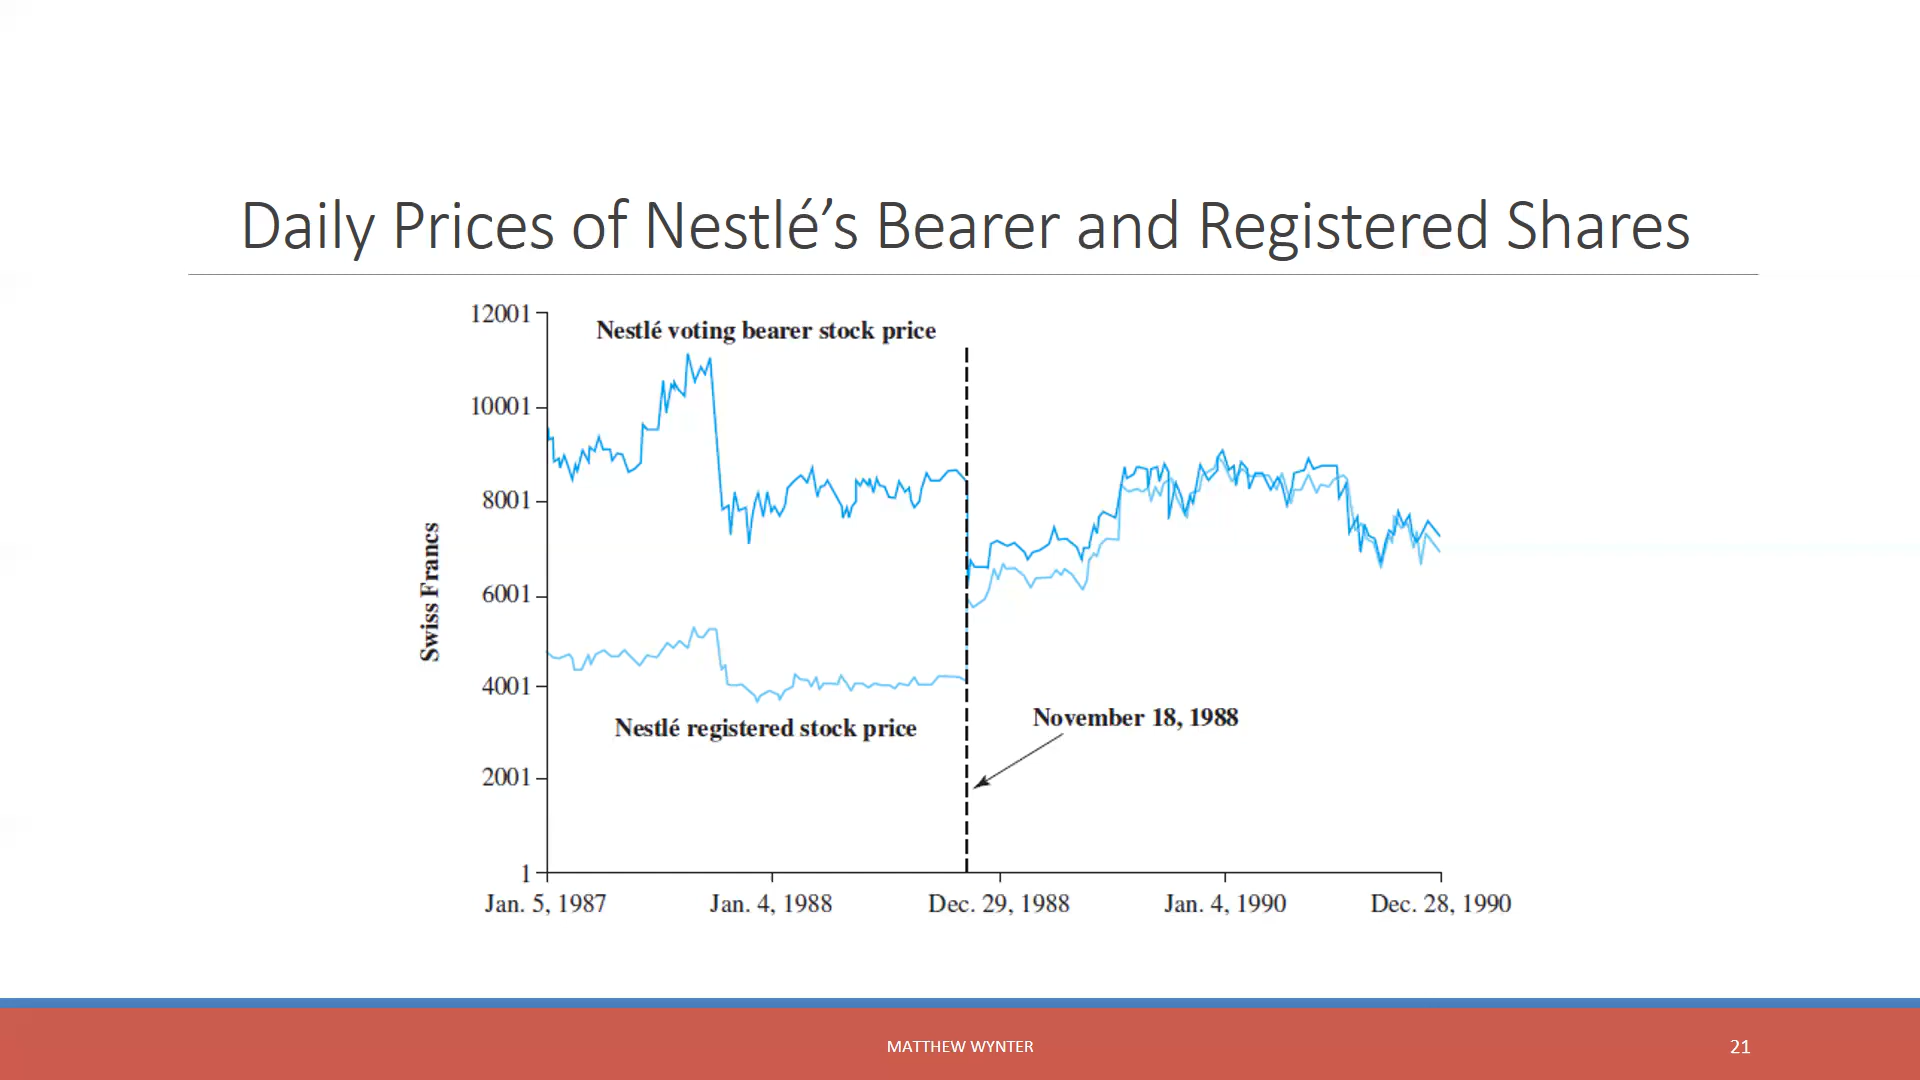 Daily Prices of Nestlé’s Bearer and Registered Shares
12001
Nestlé voting bearer stock price
10001
8001
Swiss Francs
6001
4001
Nestlé registered stock price
November 18, 1988
2001
1
Jan. 5, 1987
Jan. 4, 1988
Dec. 29, 1988
Jan. 4, 1990
Dec. 28, 1990
MATTHEW WYNTER
21